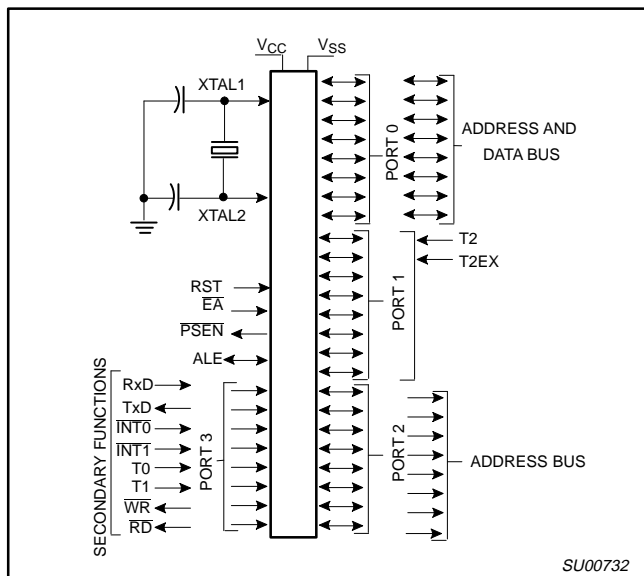 VCC VSS
XTAL1
XTAL2
PORT 0
ADDRESS AND
DATA BUS
T2
T2EX
PORT 1
RST
EA
PSEN
ALE
SECONDARY FUNCTIONS
RxD
TxD
INT0
INT1
T0
T1
WR
RD
PORT 3
PORT 2
ADDRESS BUS
SU00732